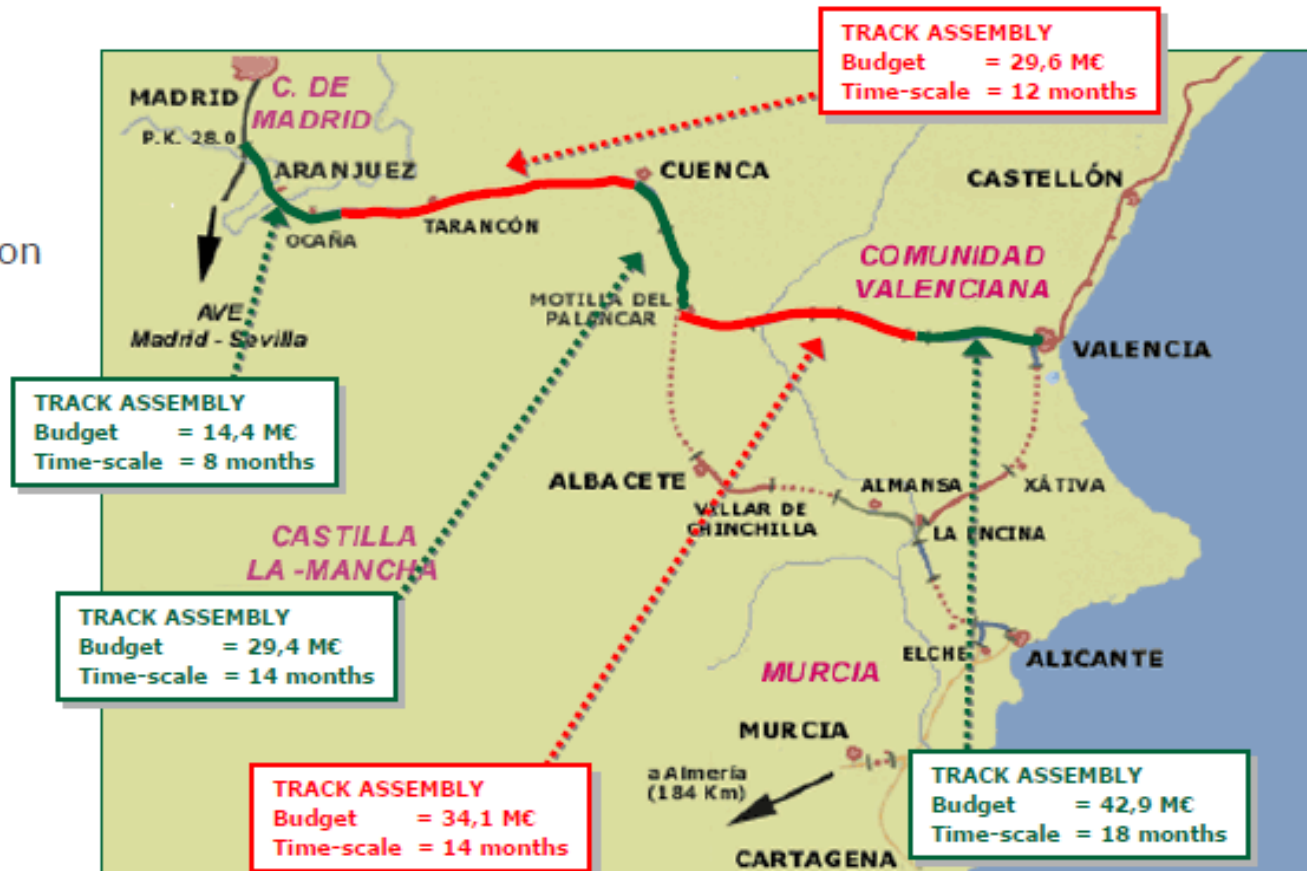 TRACK ASSEMBLY
Budget = 29,6 M€
Time-scale = 12 months
C. DE
MADRID
MADRID
P.K. 28.0
ARANJUEZ
CUENCA
CASTELLÓN
OCAÑA
TARANCÓN
on
COMUNIDAD
VALENCIANA
MOTILLA DEL
PALANCAR
AVE
Madrid - Sevilla
VALENCIA
TRACK ASSEMBLY
Budget = 14,4 M€
Time-scale = 8 months
ALBACETE
ALMANSA
XÁTIVA
VILLAR DE
CHINCHILLA
LA ENCINA
CASTILLA
LA -MANCHA
TRACK ASSEMBLY
Budget = 29,4 M€
Time-scale = 14 months
ELCHE
ALICANTE
MURCIA
MURCIA
a Almería
(184 Km)
TRACK ASSEMBLY
Budget = 34,1 M€
Time-scale = 14 months
TRACK ASSEMBLY
Budget = 42,9 M€
Time-scale = 18 months
CARTAGENA